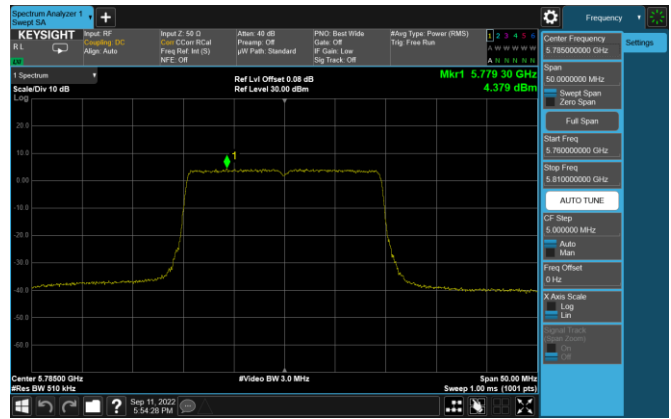 Spectrum Analyzer 1
Swept SA
+
Frequency
KEYSIGHT
RL
LW
Input: RF
Coupling: DC
Align: Auto
Input Z: 50 Ω
Corr CCorr RCal
Freq Ref: Int (S)
NFE: Off
Atten: 40 dB
Preamp: Off
µW Path: Standard
PNO: Best Wide
Gate: Off
IF Gain: Low
Sig Track: Off
#Avg Type: Power (RMS)
Trig: Free Run
1 2 3 4 5 6
A W W W W W
A N N N N N
1 Spectrum
Scale/Div 10 dB
Log
Ref Lvl Offset 0.08 dB
Ref Level 30.00 dBm
Mkr1 5.779 30 GHz
4.379 dBm
1
20.0
10.0
0.00
-10.0
-20.0
-30.0
-40.0
-50.0
-60.0
Center 5.78500 GHz
#Res BW 510 kHz
#Video BW 3.0 MHz
Span 50.00 MHz
Sweep 1.00 ms (1001 pts)
Sep 11, 2022
5:54:28 PM
?
Settings
Center Frequency
5.785000000 GHz
Span
50.0000000 MHz
Swept Span
Zero Span
Full Span
Start Freq
5.760000000 GHz
Stop Freq
5.810000000 GHz
AUTO TUNE
CF Step
5.000000 MHz
Auto
Man
Freq Offset
0 Hz
X Axis Scale
Log
Lin
Signal Track
(Span Zoom)
On
Off